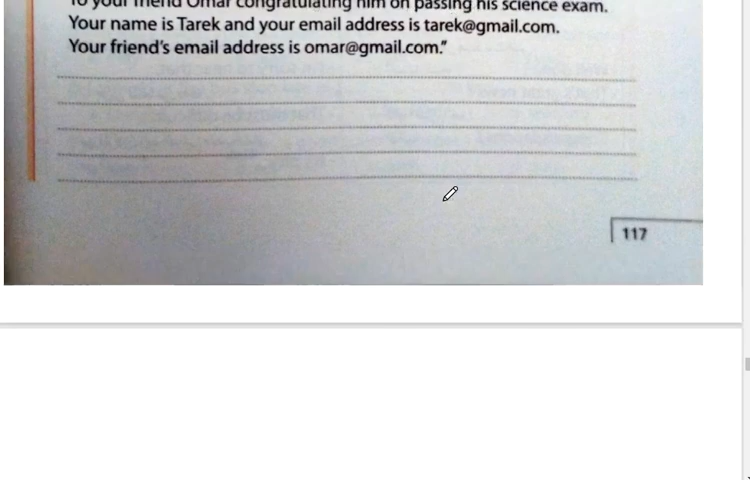 To your friend Omar congratulating him on passing his science exam.
Your name is Tarek and your email address is tarek@gmail.com.
Your friend's email address is omar@gmail.com."
117